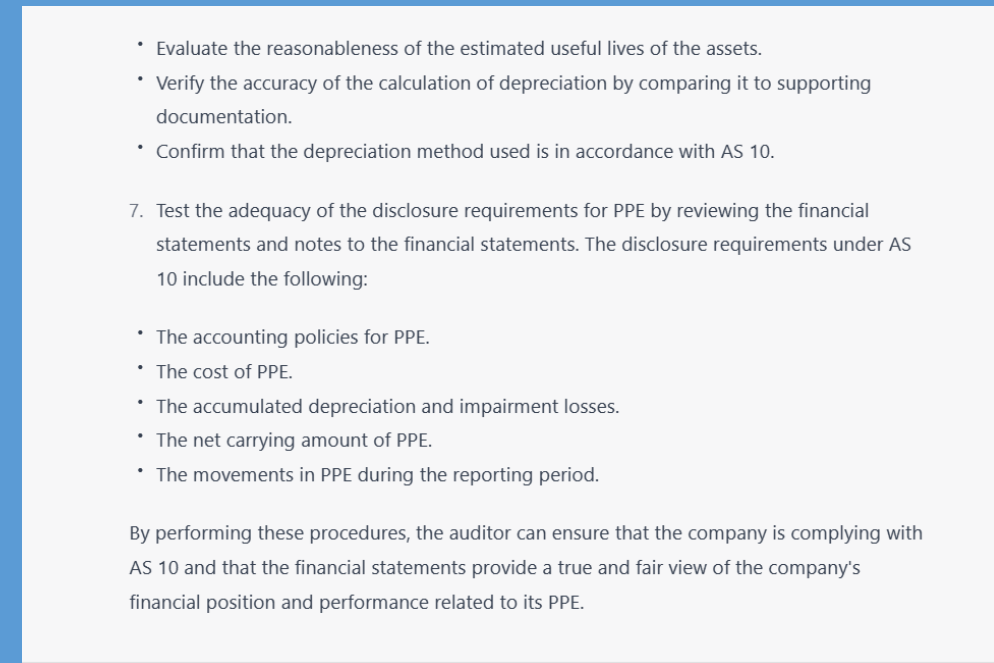 • Evaluate the reasonableness of the estimated useful lives of the assets.
• Verify the accuracy of the calculation of depreciation by comparing it to supporting
documentation.
• Confirm that the depreciation method used is in accordance with AS 10.
7. Test the adequacy of the disclosure requirements for PPE by reviewing the financial
statements and notes to the financial statements. The disclosure requirements under AS
10 include the following:
• The accounting policies for PPE.
• The cost of PPE.
• The accumulated depreciation and impairment losses.
• The net carrying amount of PPE.
• The movements in PPE during the reporting period.
By performing these procedures, the auditor can ensure that the company is complying with
AS 10 and that the financial statements provide a true and fair view of the company's
financial position and performance related to its PPE.